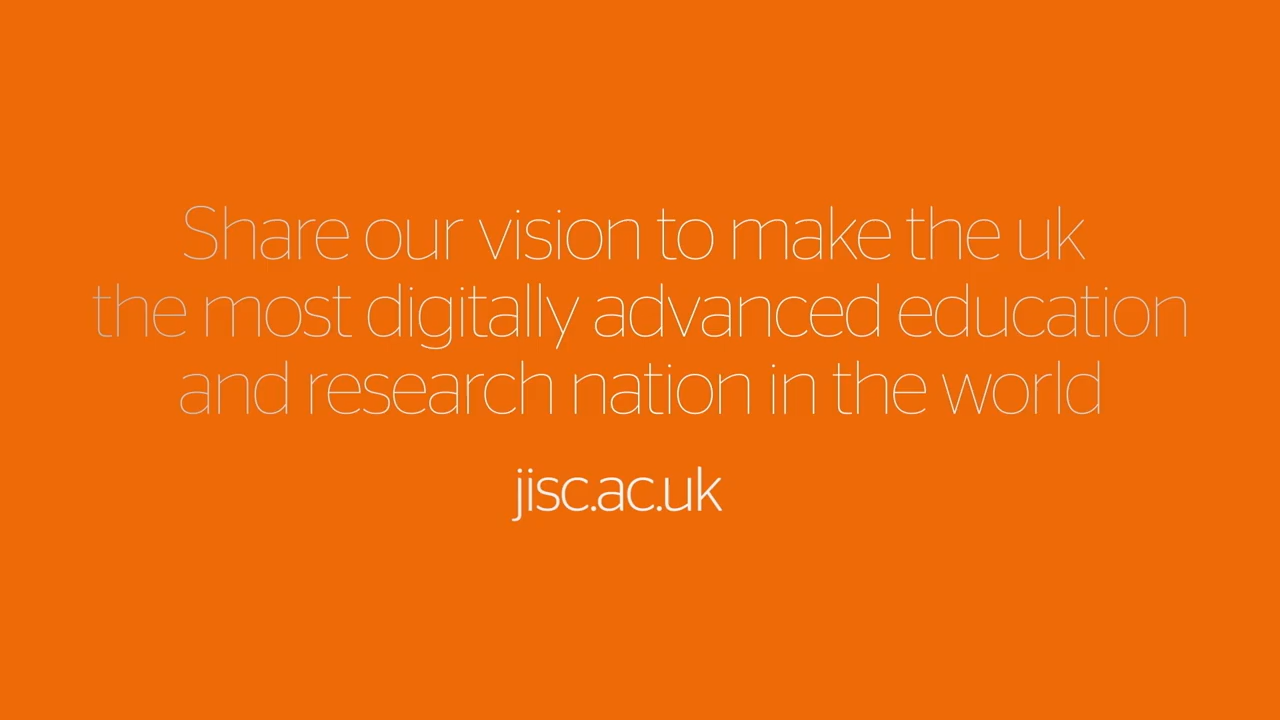 Share our vision to make the uk
the most digitally advanced education
and research nation in the world
jisc.ac.uk